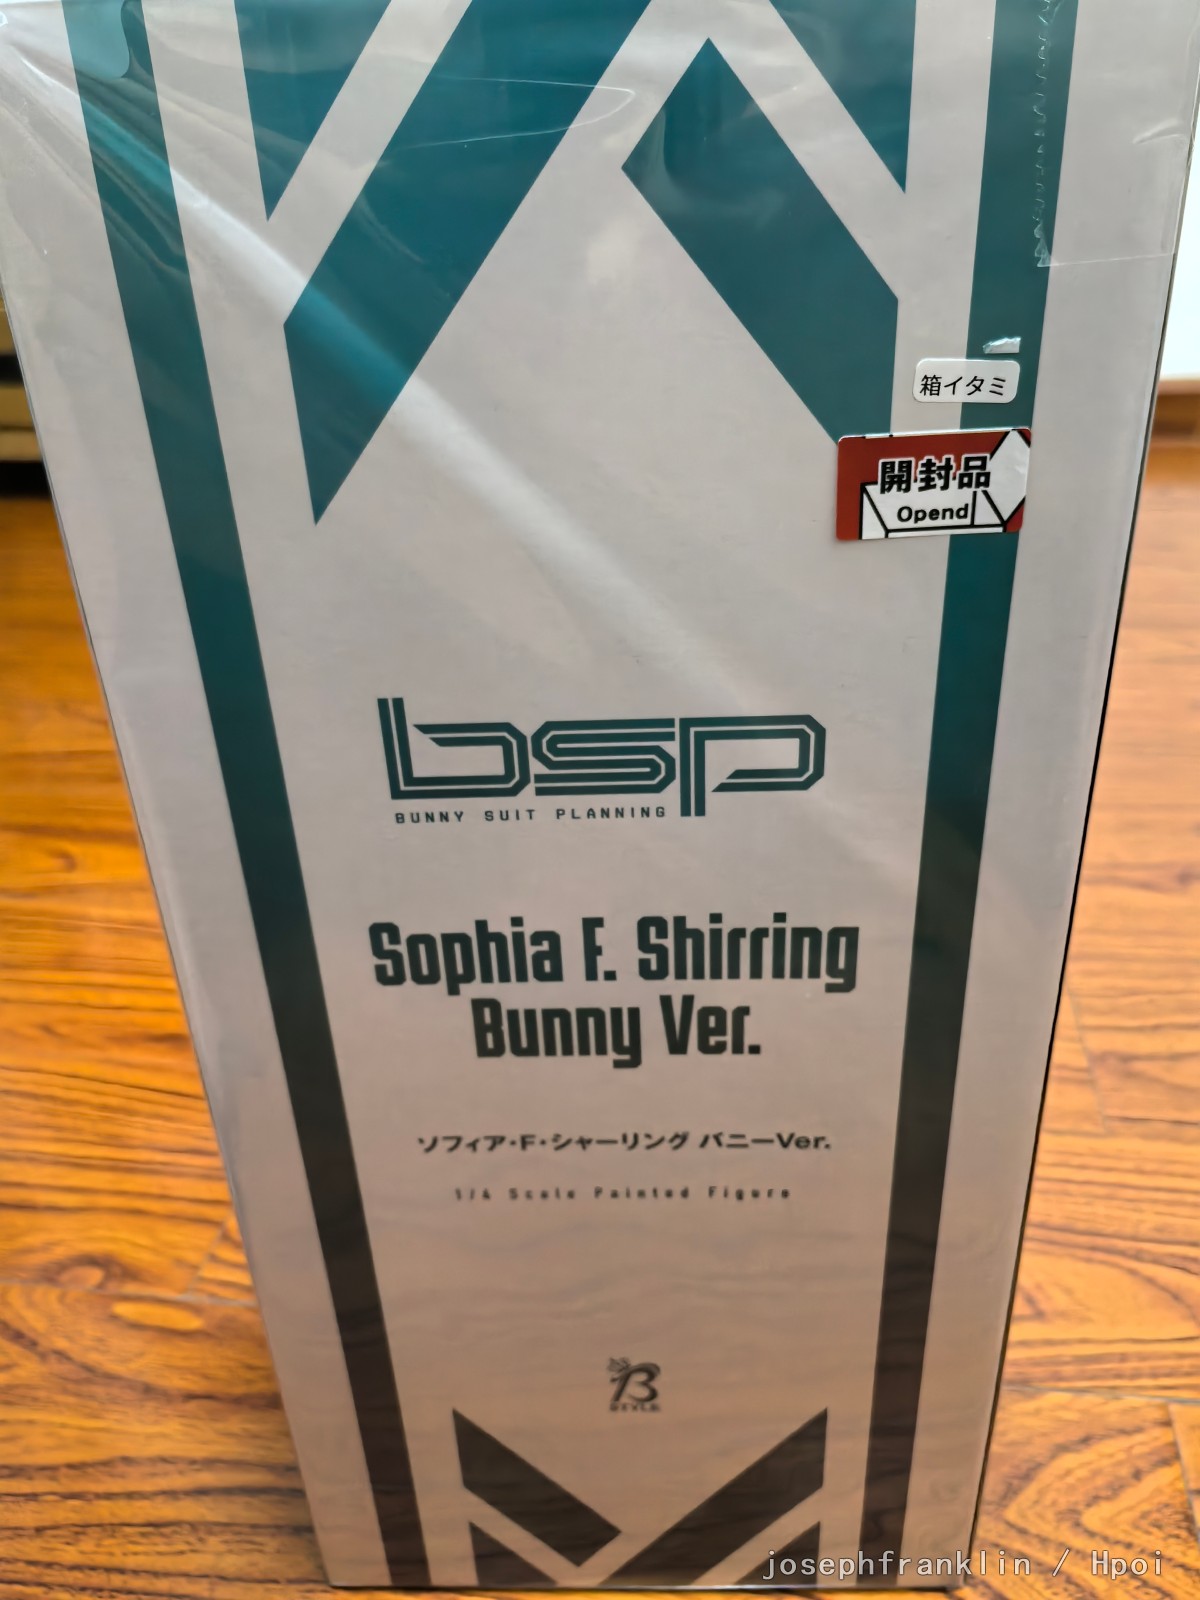 箱イタミ
開封品
Opend
bsp
BUNNY SUIT PLANNING
Sophia F. Shirring
Bunny Ver.
ソフィア・F・シャーリング バニーVer.
1/4 Scale Painted Figure
B
STYLE
josephfranklin / Hpoi